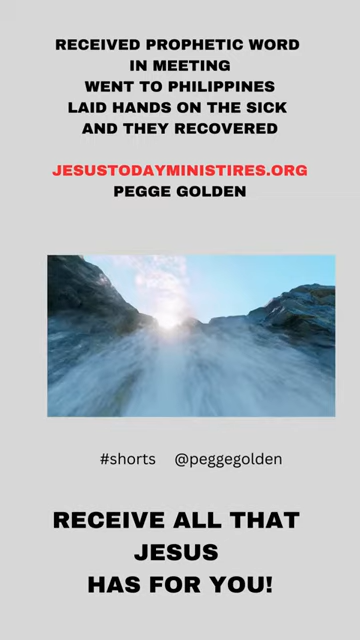 RECEIVED PROPHETIC WORD
IN MEETING
WENT TO PHILIPPINES
LAID HANDS ON THE SICK
AND THEY RECOVERED
JESUSTODAYMINISTIRES.ORG
PEGGE GOLDEN
#shorts @peggegolden
RECEIVE ALL THAT
JESUS
HAS FOR YOU!